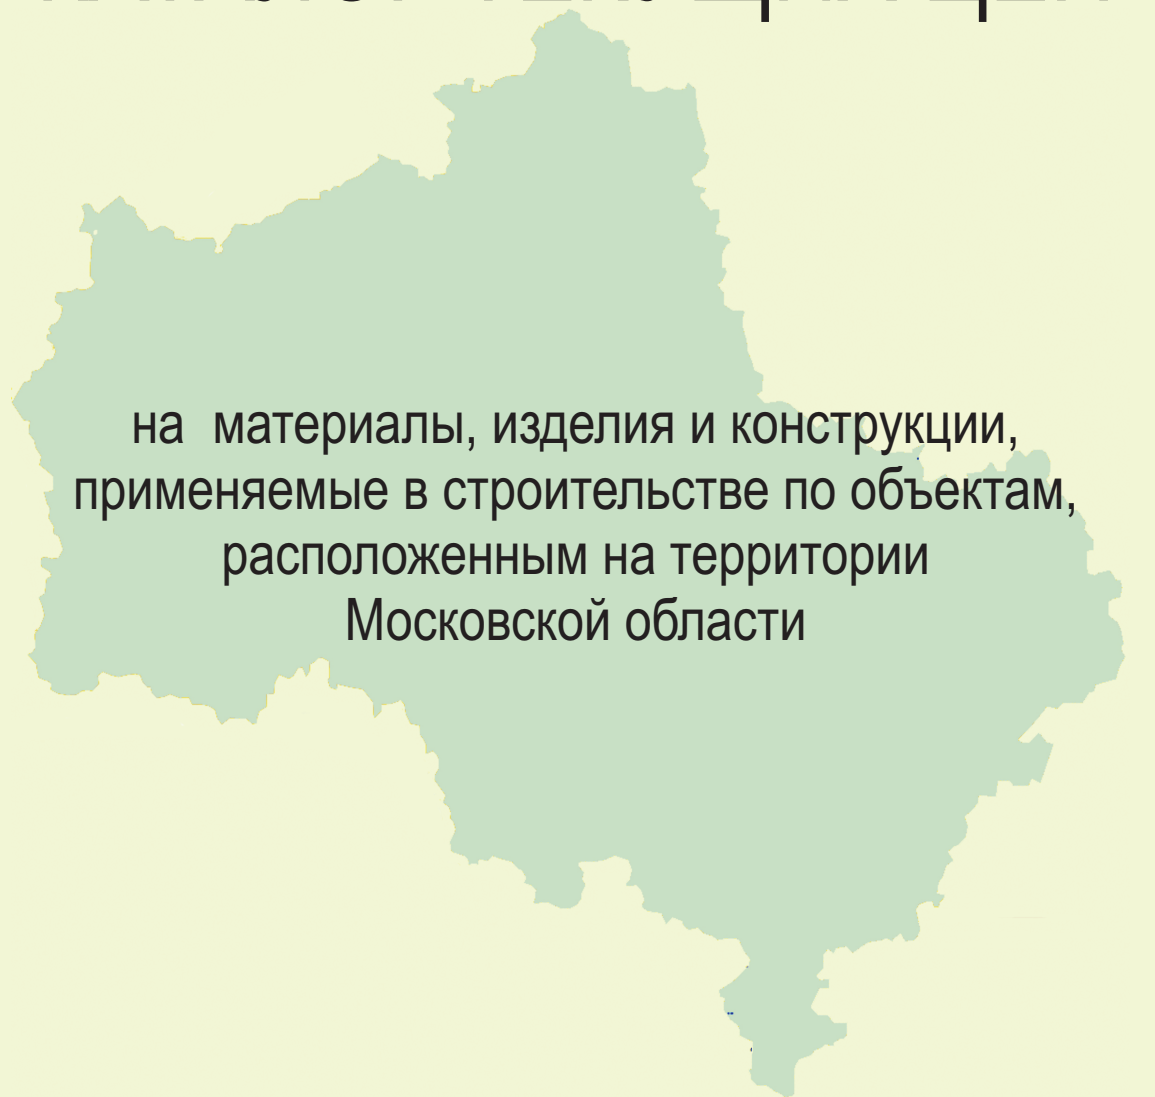 на материалы, изделия и конструкции,
применяемые в строительстве по объектам,
расположенным на территории
Московской области